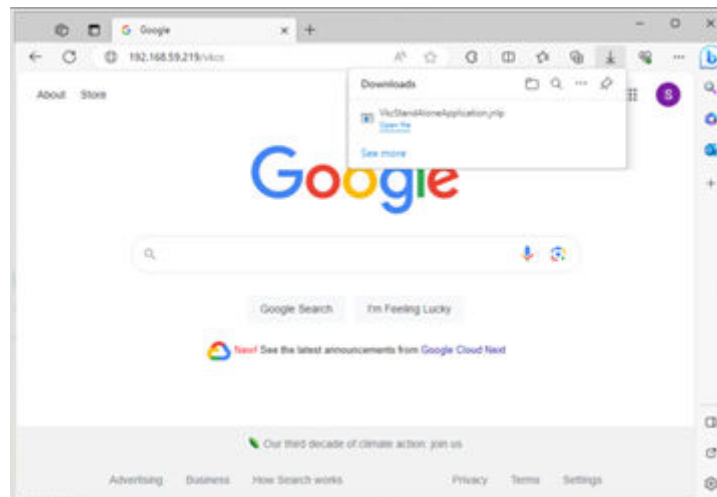 Google
192.168.59.219/vkcs
Downloads
About Store
S
VkcStandAloneApplication.jnlp
Open file
See more
Google
Google Search I'm Feeling Lucky
New! See the latest announcements from Google Cloud Next
Our third decade of climate action: join us
Advertising Business How Search works Privacy Terms Settings